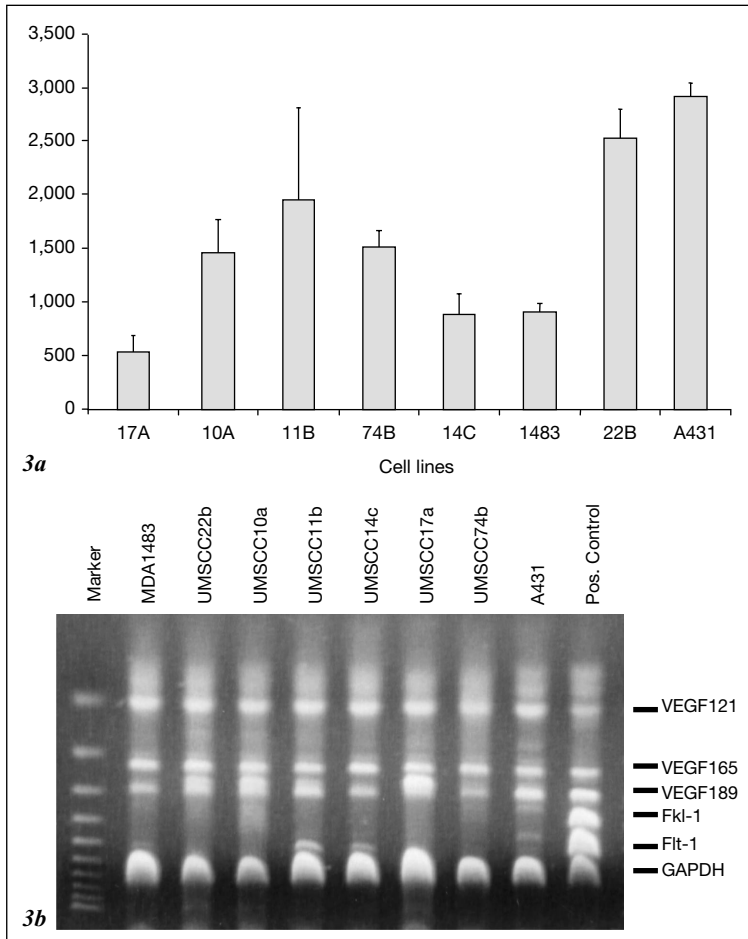 3,500
3,000
2,500
2,000
1,500
1,000
500
0
17A 10A 11B 74B 14C 1483 22B A431
3a
Cell lines
Marker
MDA1483
UMSCC22b
UMSCC10a
UMSCC11b
UMSCC14c
UMSCC17a
UMSCC74b
A431
Pos. Control
VEGF121
VEGF165
VEGF189
Fkl-1
Flt-1
GAPDH
3b